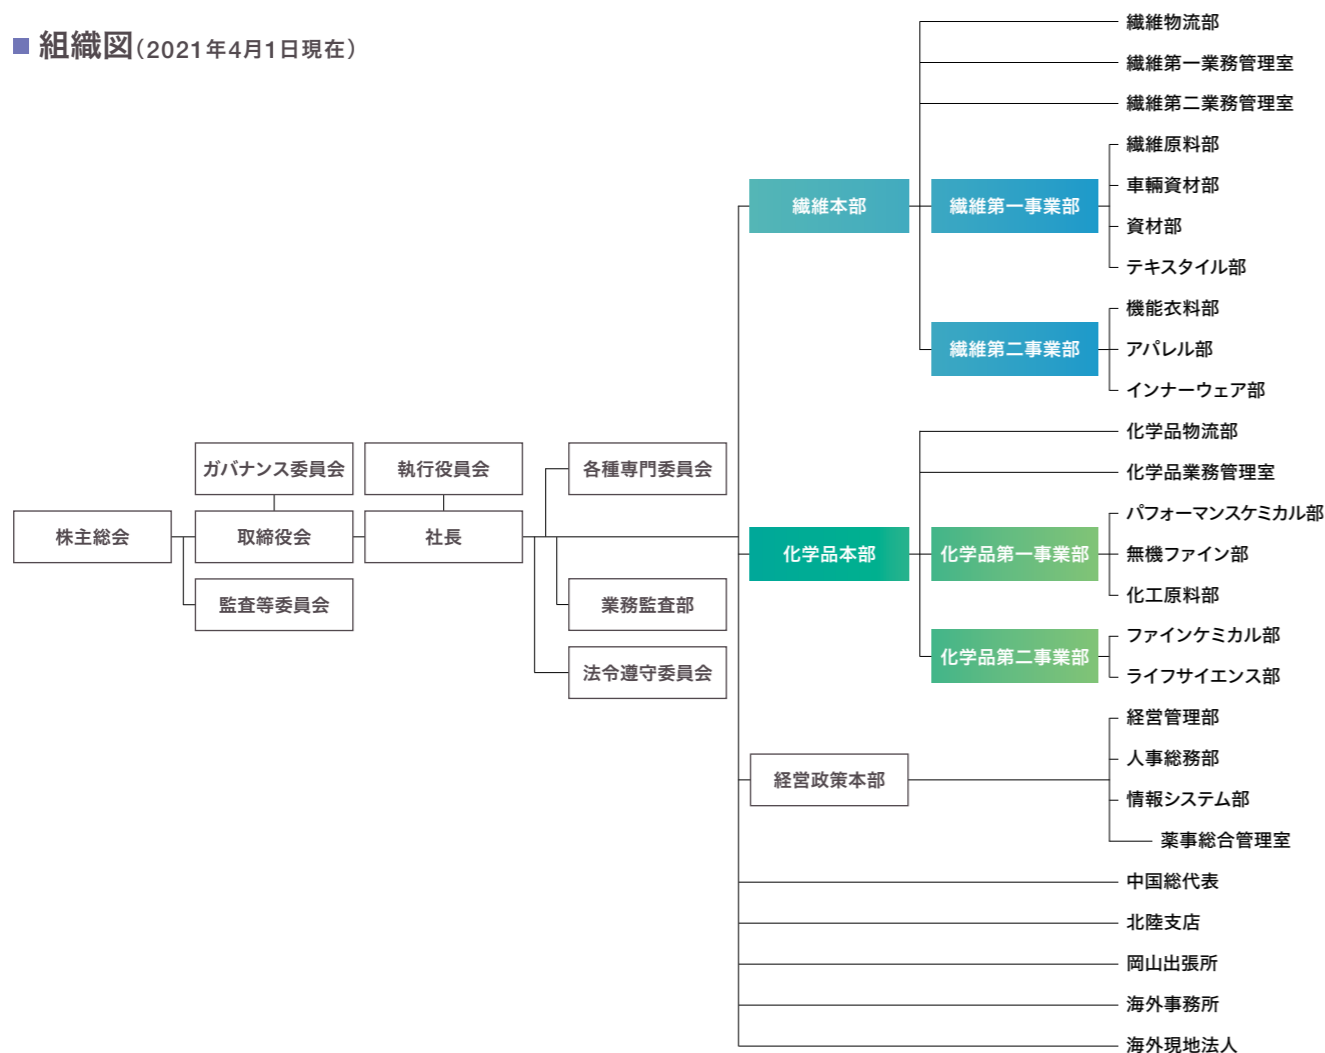 組織図(2021年4月1日現在)
株主総会
ガバナンス委員会
取締役会
監査等委員会
執行役員会
社長
各種専門委員会
業務監査部
法令遵守委員会
繊維本部
繊維物流部
繊維第一業務管理室
繊維第二業務管理室
繊維第一事業部
繊維原料部
車輛資材部
資材部
テキスタイル部
繊維第二事業部
機能衣料部
アパレル部
インナーウェア部
化学品本部
化学品物流部
化学品業務管理室
化学品第一事業部
パフォーマンスケミカル部
無機ファイン部
化工原料部
化学品第二事業部
ファインケミカル部
ライフサイエンス部
経営政策本部
経営管理部
人事総務部
情報システム部
薬事総合管理室
中国総代表
北陸支店
岡山出張所
海外事務所
海外現地法人